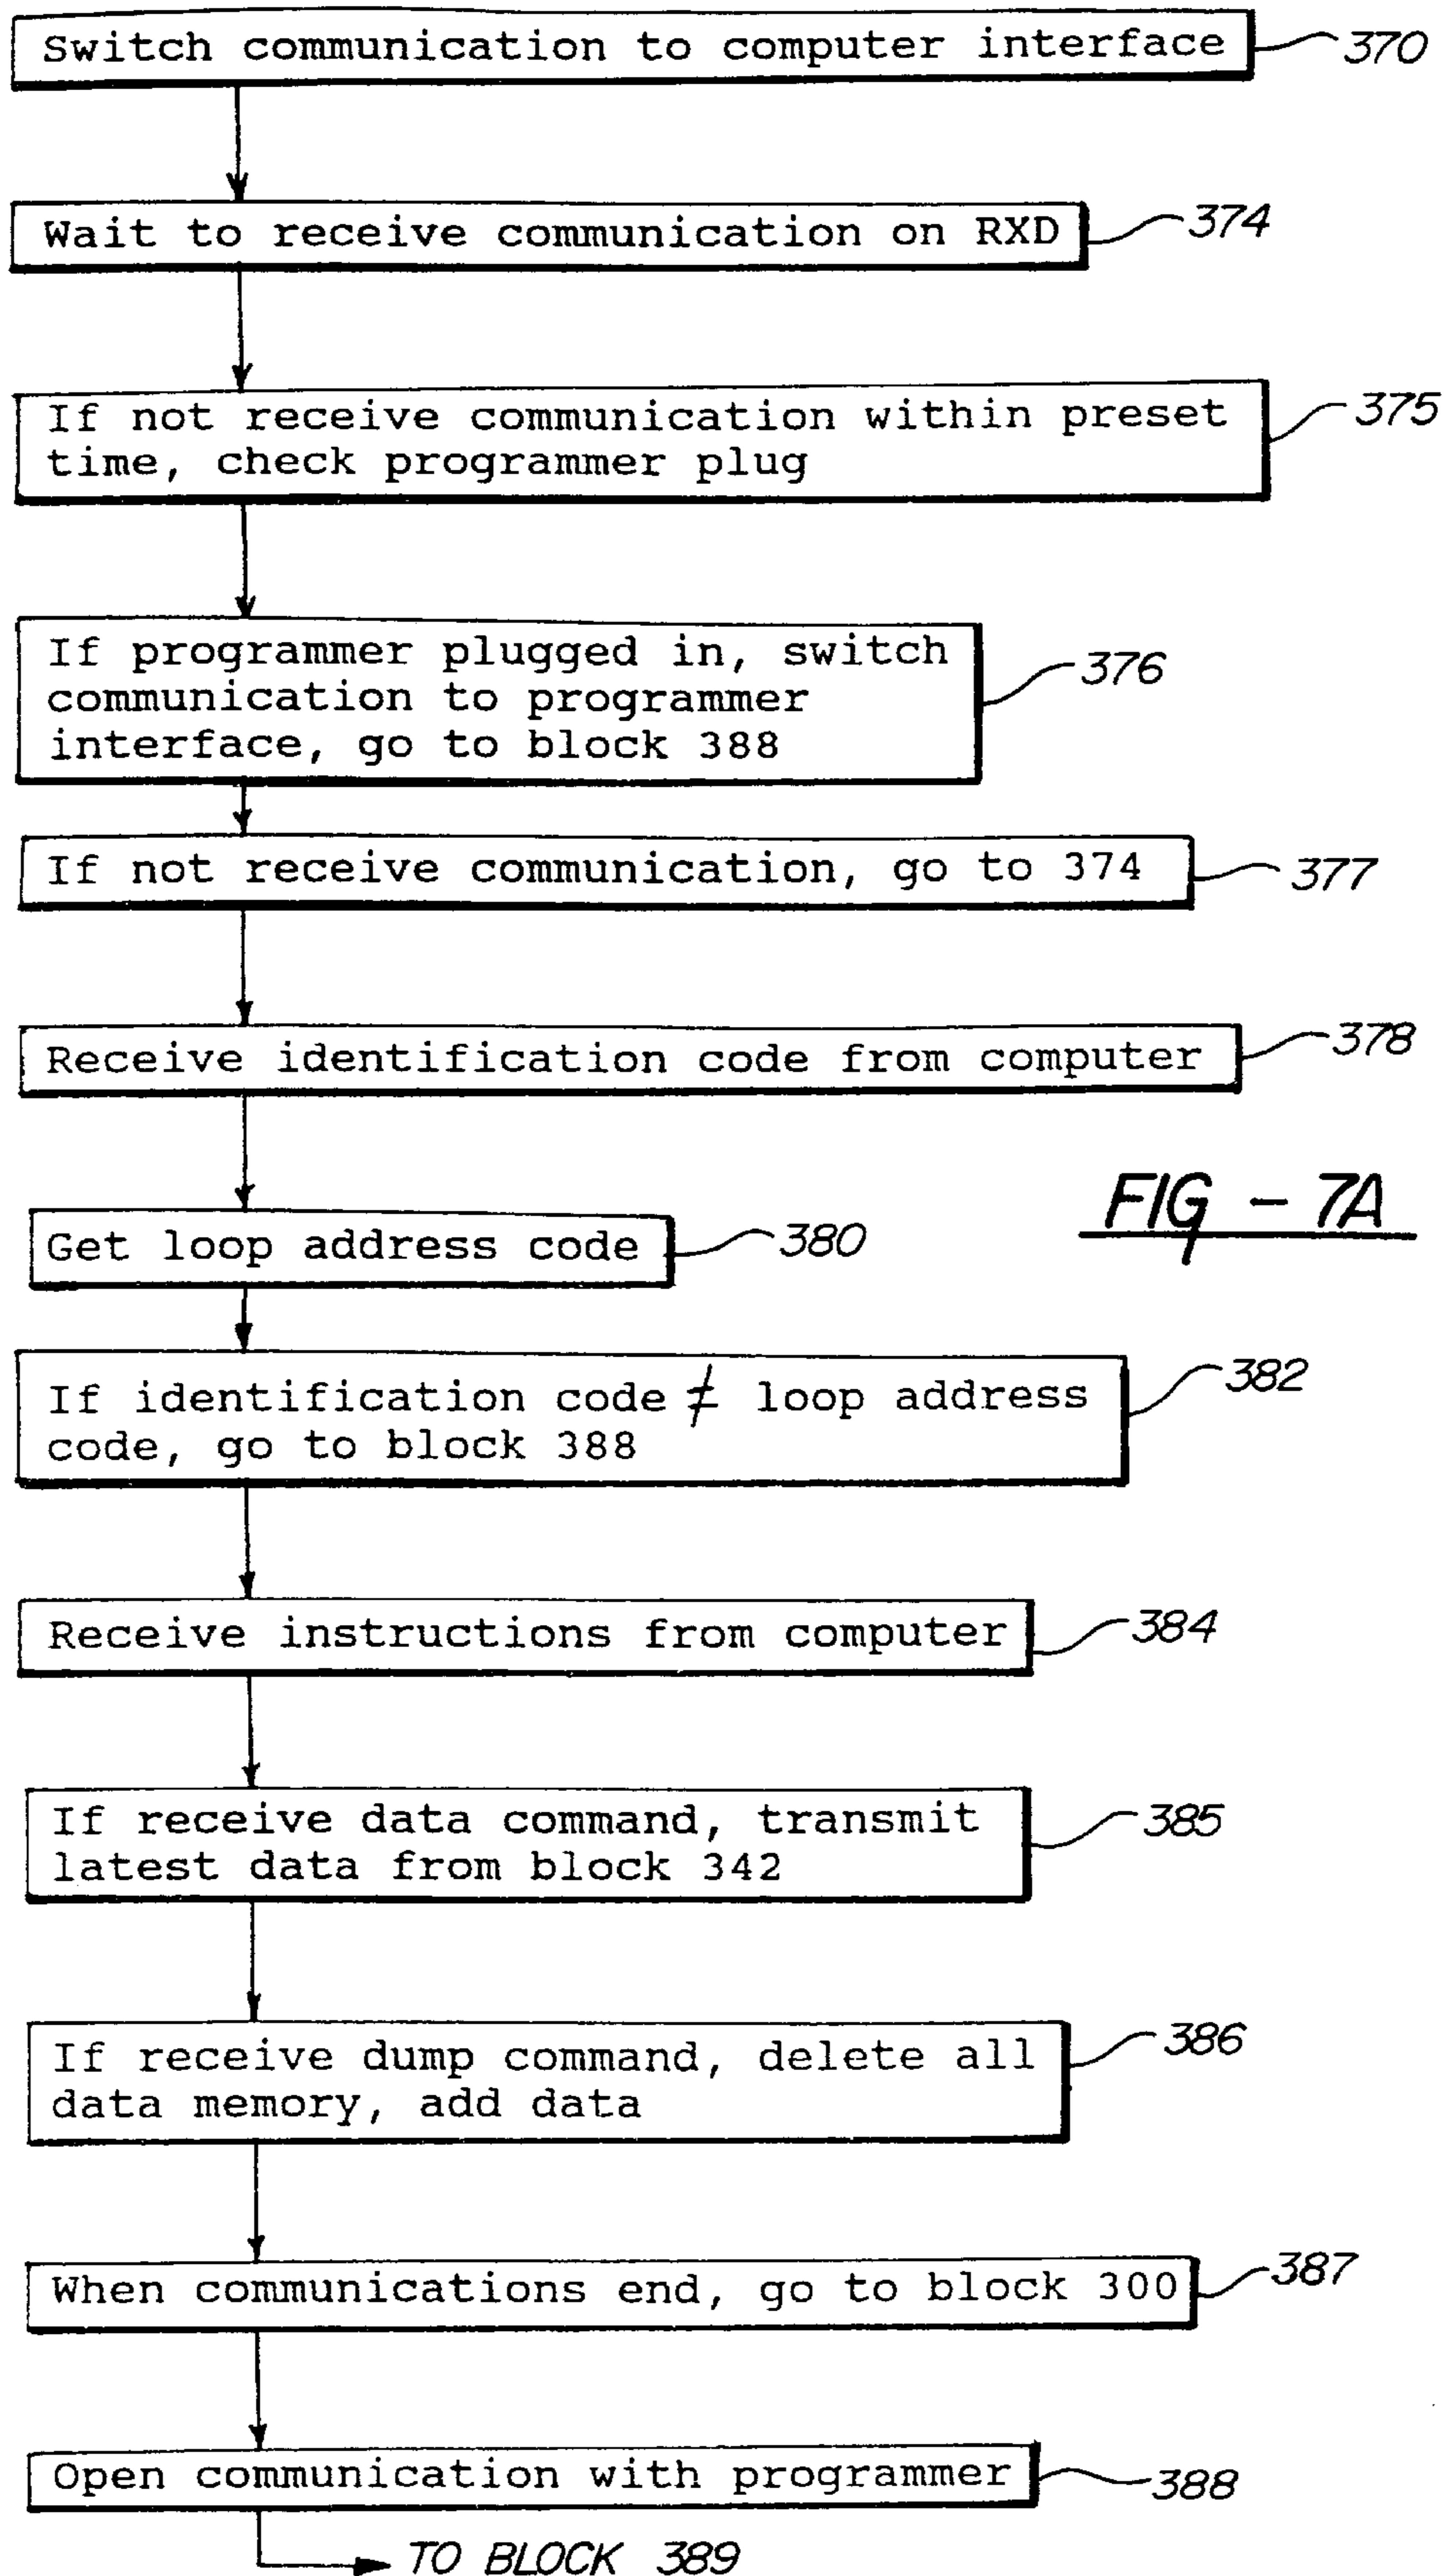 Switch communication to computer interface
370
Wait to receive communication on RXD
374
If not receive communication within preset
time, check programmer plug
375
If programmer plugged in, switch
communication to programmer
interface, go to block 388
376
If not receive communication, go to 374
377
Receive identification code from computer
378
FIG - 7A
Get loop address code
380
If identification code ≠ loop address
code, go to block 388
382
Receive instructions from computer
384
If receive data command, transmit
latest data from block 342
385
If receive dump command, delete all
data memory, add data
386
When communications end, go to block 300
387
Open communication with programmer
388
TO BLOCK 389